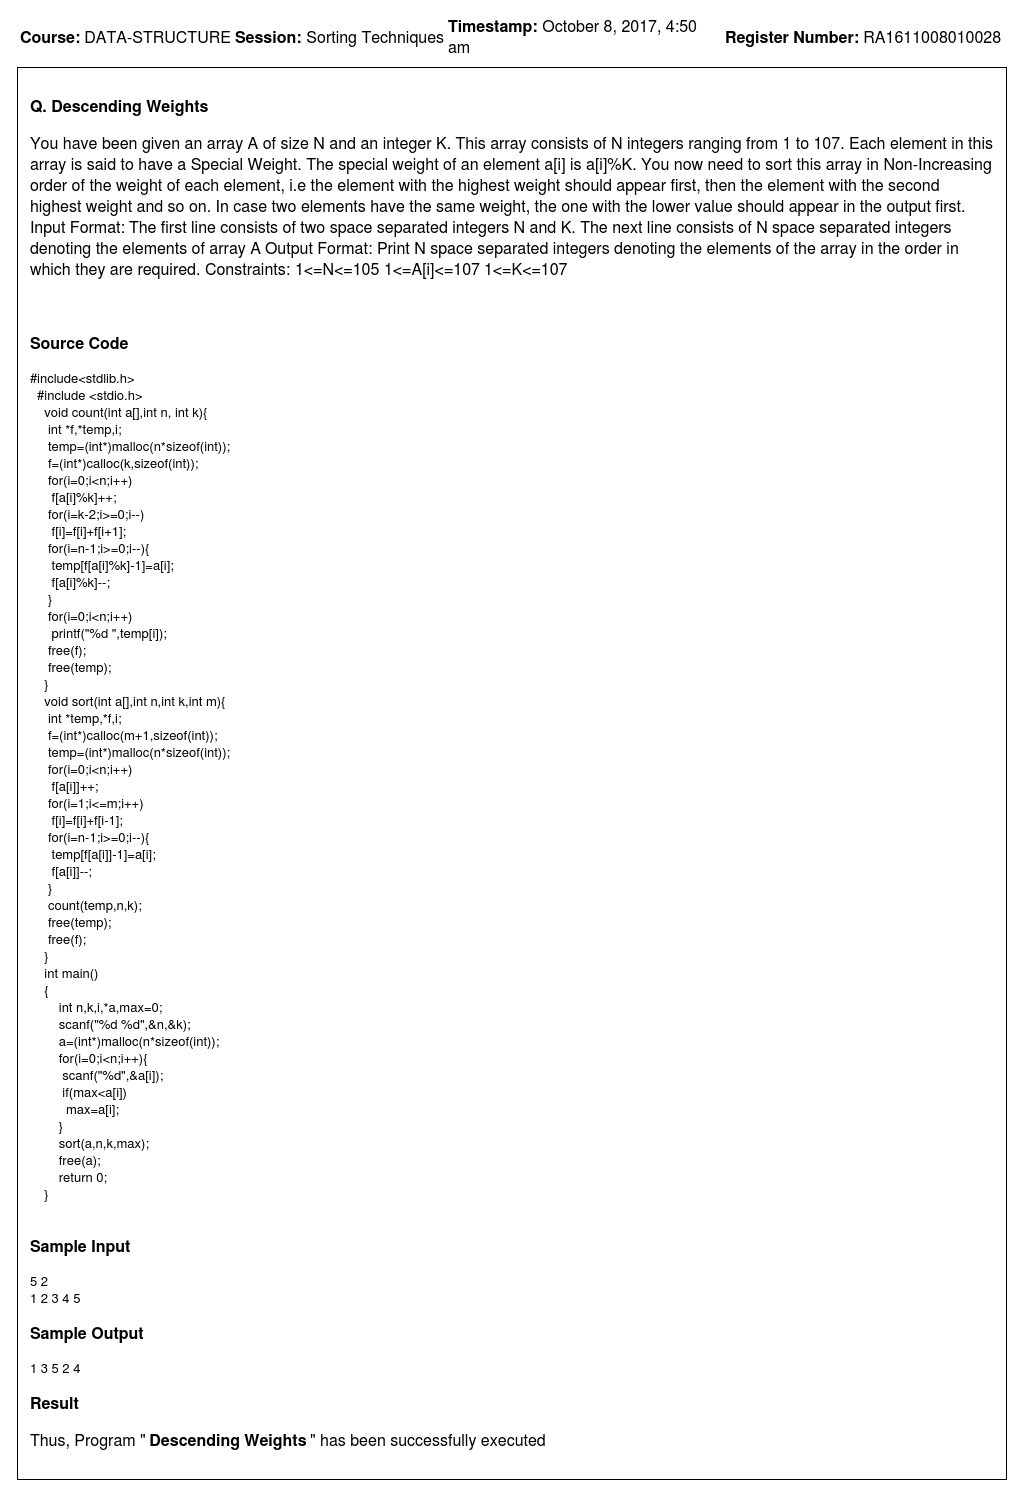 Course: DATA-STRUCTURE Session: Sorting Techniques Timestamp: October 8, 2017, 4:50 am Register Number: RA1611008010028
Q. Descending Weights
You have been given an array A of size N and an integer K. This array consists of N integers ranging from 1 to 107. Each element in this
array is said to have a Special Weight. The special weight of an element a[i] is a[i]%K. You now need to sort this array in Non-Increasing
order of the weight of each element, i.e the element with the highest weight should appear first, then the element with the second
highest weight and so on. In case two elements have the same weight, the one with the lower value should appear in the output first.
Input Format: The first line consists of two space separated integers N and K. The next line consists of N space separated integers
denoting the elements of array A Output Format: Print N space separated integers denoting the elements of the array in the order in
which they are required. Constraints: 1<=N<=105 1<=A[i]<=107 1<=K<=107
Source Code
#include<stdlib.h>
#include <stdio.h>
void count(int a[],int n, int k){
int *f,*temp,i;
temp=(int*)malloc(n*sizeof(int));
f=(int*)calloc(k,sizeof(int));
for(i=0;i<n;i++)
f[a[i]%k]++;
for(i=k-2;i>=0;i--)
f[i]=f[i]+f[i+1];
for(i=n-1;i>=0;i--){
temp[f[a[i]%k]-1]=a[i];
f[a[i]%k]--;
}
for(i=0;i<n;i++)
printf("%d ",temp[i]);
free(f);
free(temp);
}
void sort(int a[],int n,int k,int m){
int *temp,*f,i;
f=(int*)calloc(m+1,sizeof(int));
temp=(int*)malloc(n*sizeof(int));
for(i=0;i<n;i++)
f[a[i]]++;
for(i=1;i<=m;i++)
f[i]=f[i]+f[i-1];
for(i=n-1;i>=0;i--){
temp[f[a[i]]-1]=a[i];
f[a[i]]--;
}
count(temp,n,k);
free(temp);
free(f);
}
int main()
{
int n,k,i,*a,max=0;
scanf("%d %d",&n,&k);
a=(int*)malloc(n*sizeof(int));
for(i=0;i<n;i++){
scanf("%d",&a[i]);
if(max<a[i])
max=a[i];
}
sort(a,n,k,max);
free(a);
return 0;
}
Sample Input
5 2
1 2 3 4 5
Sample Output
1 3 5 2 4
Result
Thus, Program " Descending Weights " has been successfully executed